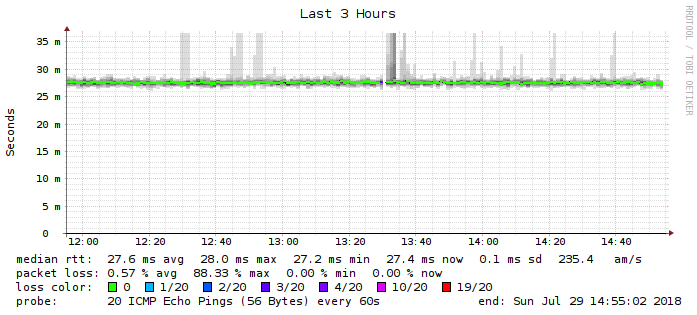 Last 3 Hours
RRDTOOL / TOBI OETIKER
Seconds
35 m
30 m
25 m
20 m
15 m
10 m
5 m
0
12:00 12:20 12:40 13:00 13:20 13:40 14:00 14:20 14:40
median rtt: 27.6 ms avg 28.0 ms max 27.2 ms min 27.4 ms now 0.1 ms sd 235.4 am/s
packet loss: 0.57 % avg 88.33 % max 0.00 % min 0.00 % now
loss color: 0 1/20 2/20 3/20 4/20 10/20 19/20
probe: 20 ICMP Echo Pings (56 Bytes) every 60s end: Sun Jul 29 14:55:02 2018